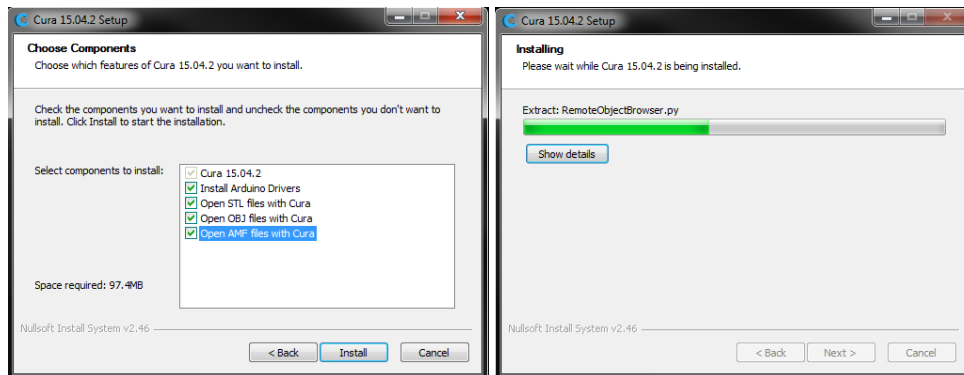 Cura 15.04.2 Setup
Choose Components
Choose which features of Cura 15.04.2 you want to install.
Check the components you want to install and uncheck the components you don't want to
install. Click Install to start the installation.
Select components to install:
Cura 15.04.2
Install Arduino Drivers
Open STL files with Cura
Open OBJ files with Cura
Open AMF files with Cura
Space required: 97.4MB
Nullsoft Install System v2.46
< Back
Install
Cancel
Cura 15.04.2 Setup
Installing
Please wait while Cura 15.04.2 is being installed.
Extract: RemoteObjectBrowser.py
Show details
Nullsoft Install System v2.46
< Back
Next >
Cancel